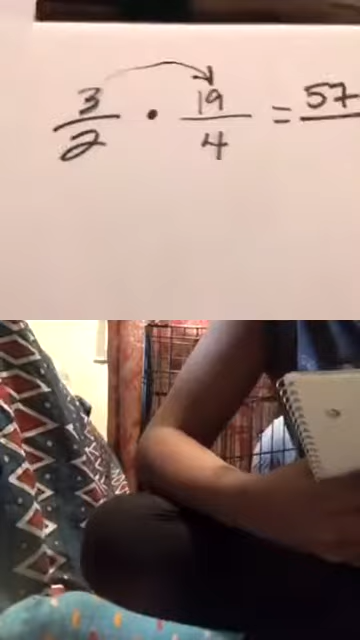 3/2 · 19/4 = 57